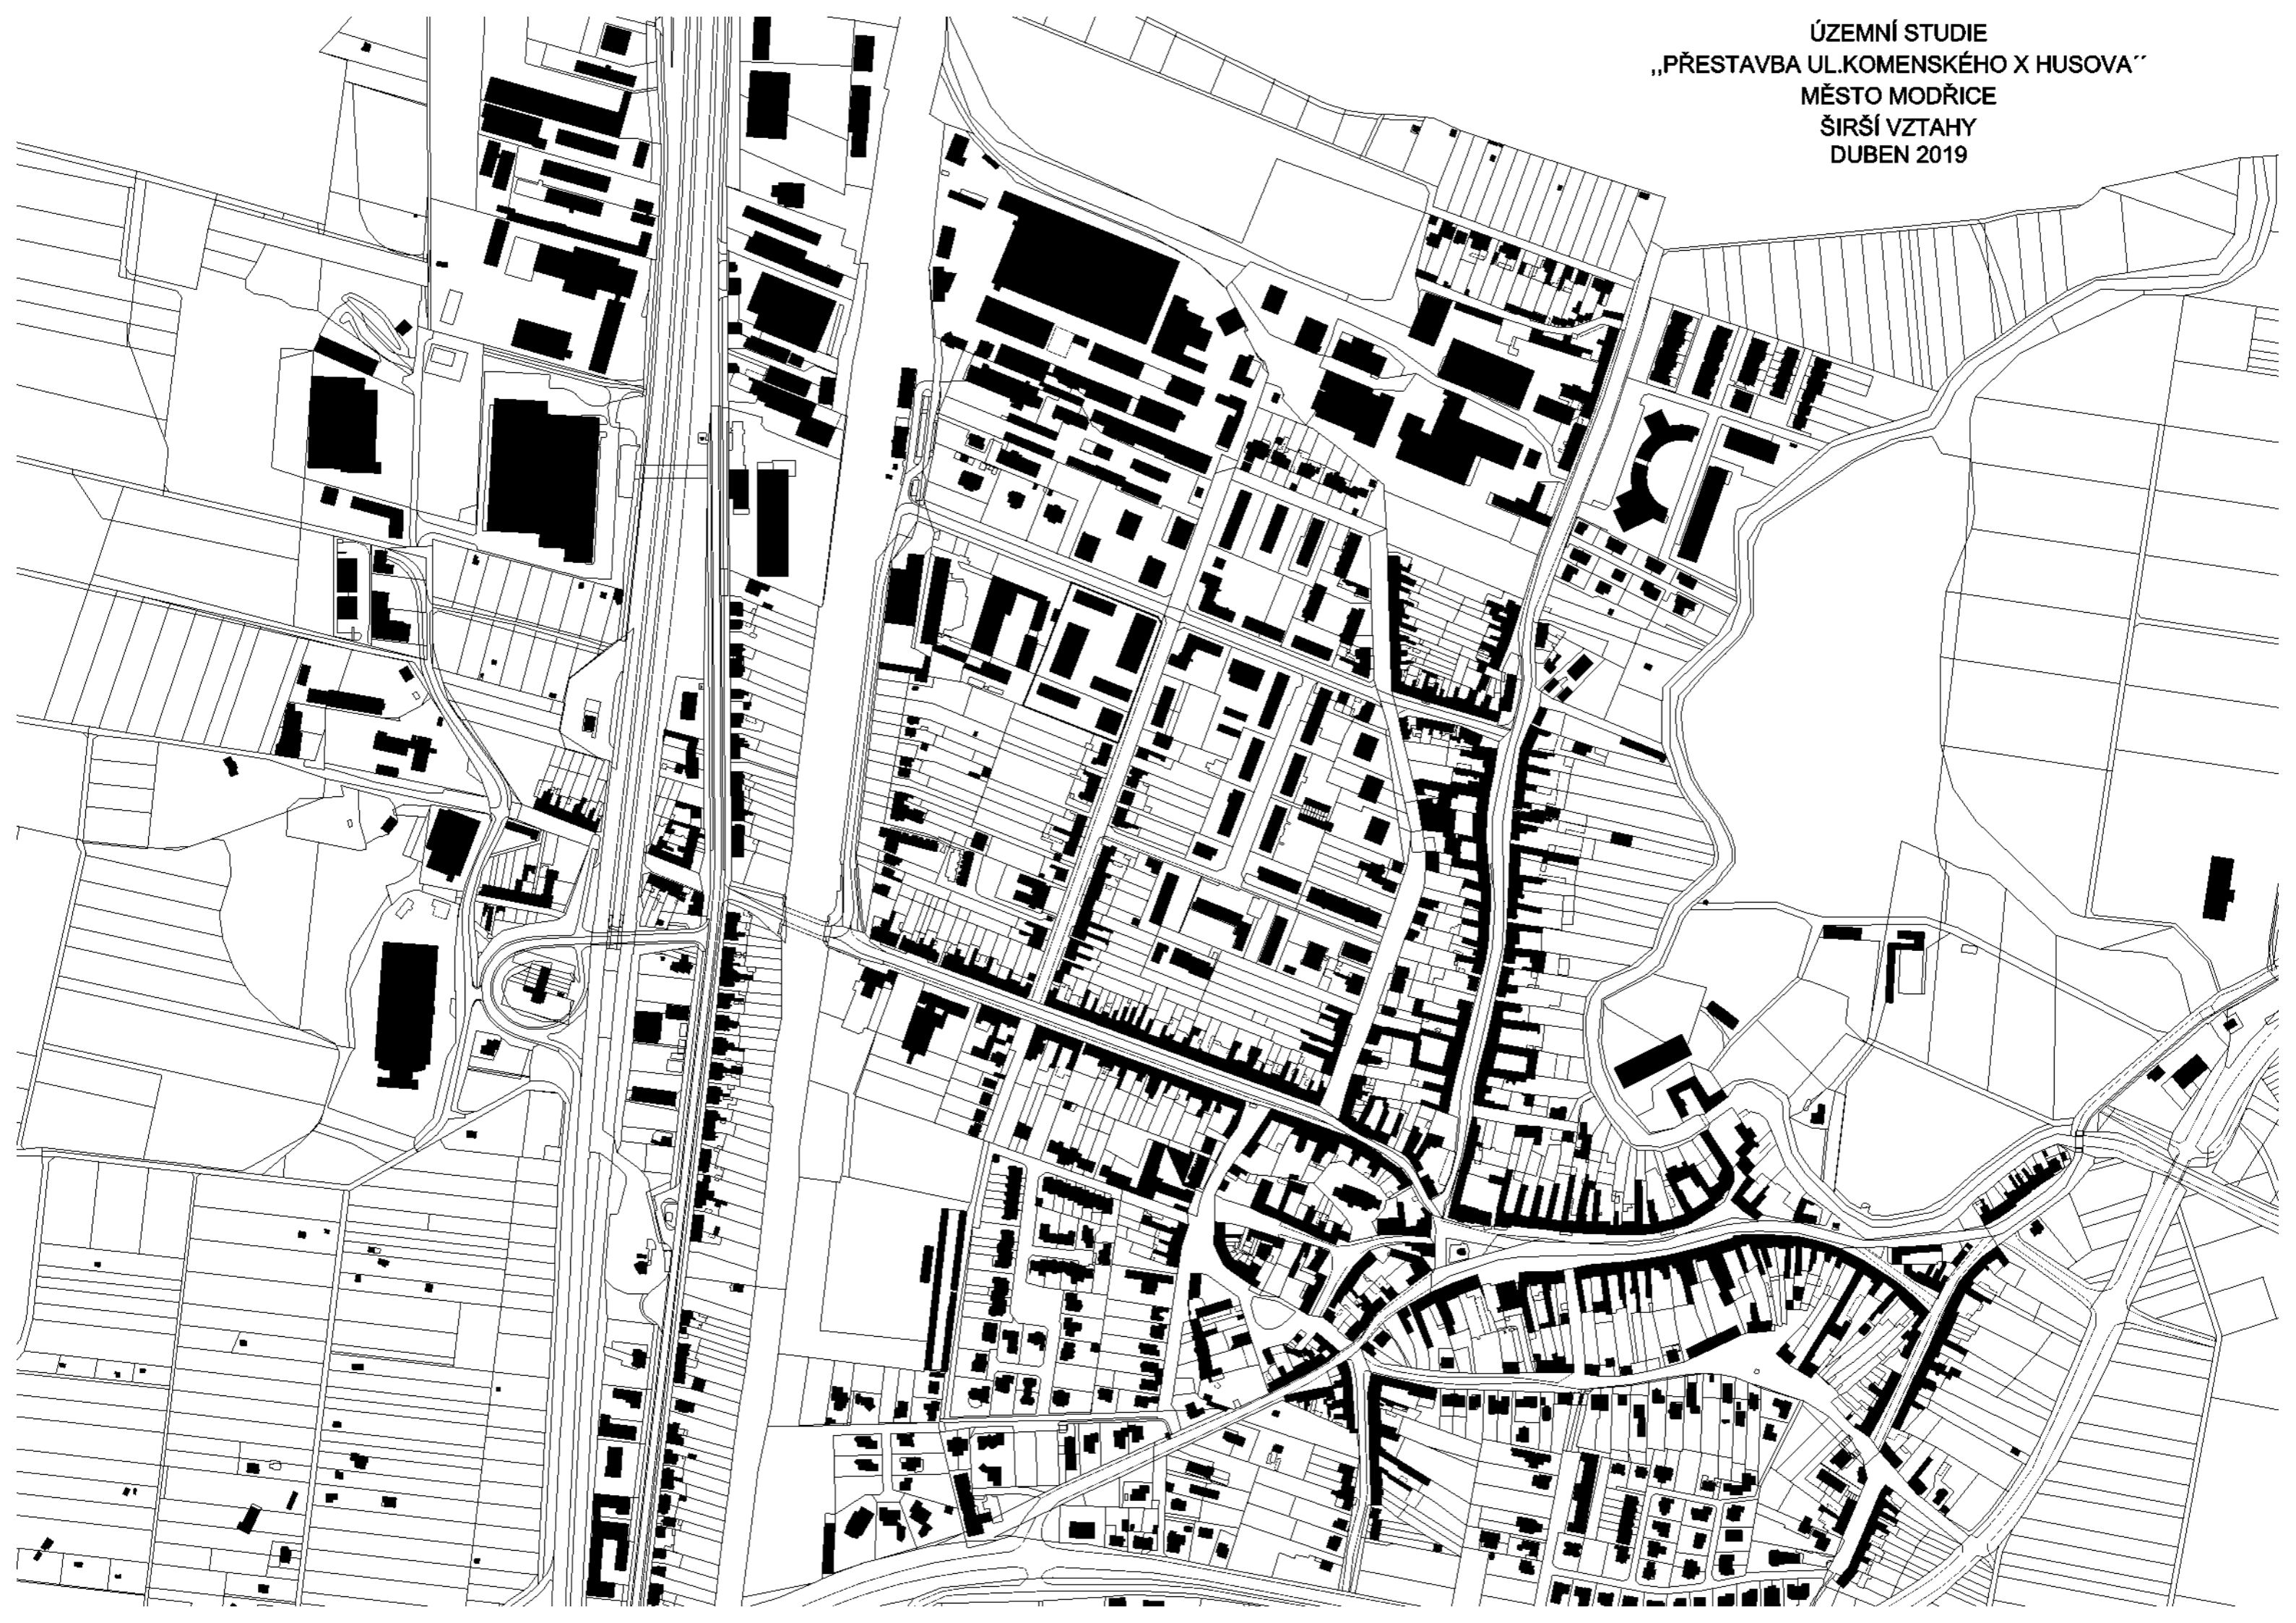 ÚZEMNÍ STUDIE
,,PŘESTAVBA UL.KOMENSKÉHO X HUSOVA´´
MĚSTO MODŘICE
ŠIRŠÍ VZTAHY
DUBEN 2019